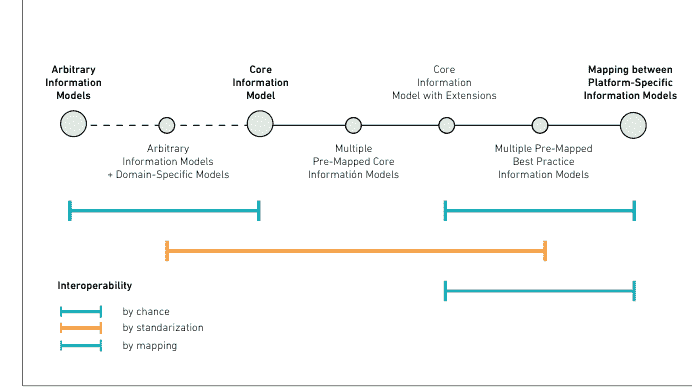 Arbitrary
Information
Models
Core
Information
Model
Core
Information
Model with Extensions
Mapping between
Platform-Specific
Information Models
Arbitrary
Information Models
+ Domain-Specific Models
Multiple
Pre-Mapped Core
Informatión Models
Multiple Pre-Mapped
Best Practice
Information Models
Interoperability
by chance
by standarization
by mapping